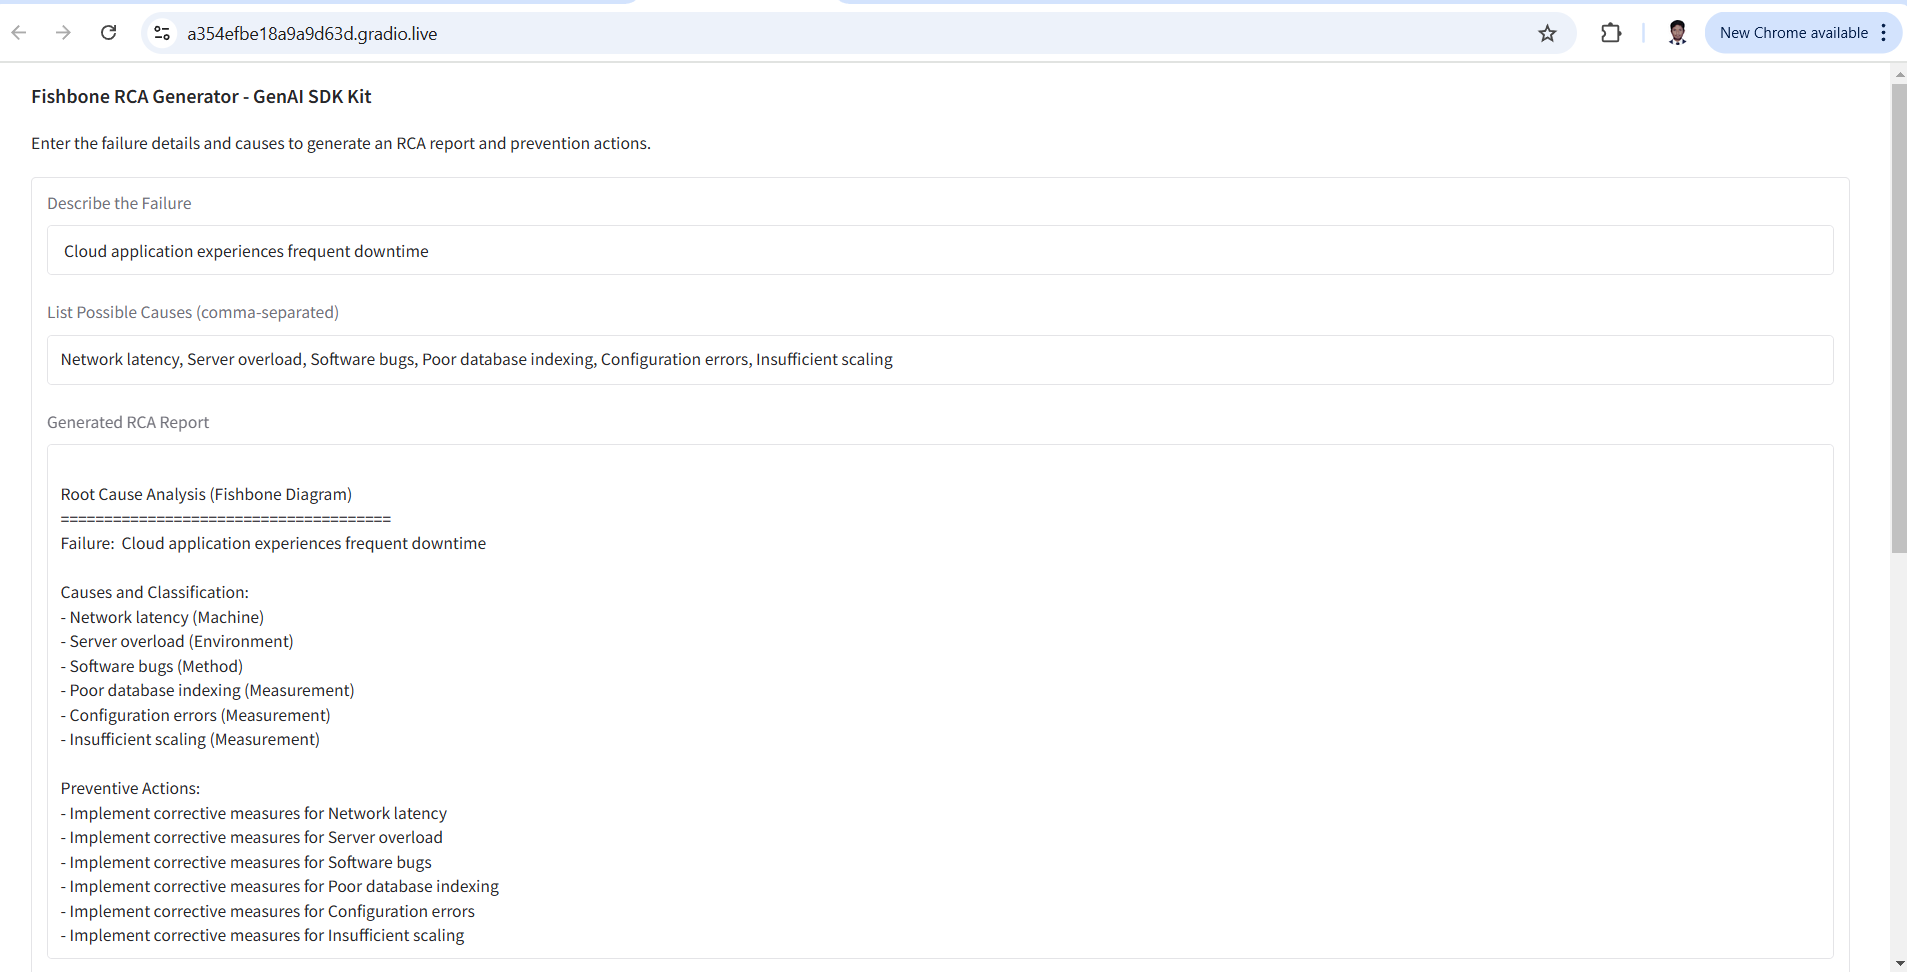 a354efbe18a9a9d63d.gradio.live
New Chrome available
Fishbone RCA Generator - GenAI SDK Kit
Enter the failure details and causes to generate an RCA report and prevention actions.
Describe the Failure
Cloud application experiences frequent downtime
List Possible Causes (comma-separated)
Network latency, Server overload, Software bugs, Poor database indexing, Configuration errors, Insufficient scaling
Generated RCA Report
Root Cause Analysis (Fishbone Diagram)
======================================
Failure:  Cloud application experiences frequent downtime
Causes and Classification:
- Network latency (Machine)
- Server overload (Environment)
- Software bugs (Method)
- Poor database indexing (Measurement)
- Configuration errors (Measurement)
- Insufficient scaling (Measurement)
Preventive Actions:
- Implement corrective measures for Network latency
- Implement corrective measures for Server overload
- Implement corrective measures for Software bugs
- Implement corrective measures for Poor database indexing
- Implement corrective measures for Configuration errors
- Implement corrective measures for Insufficient scaling